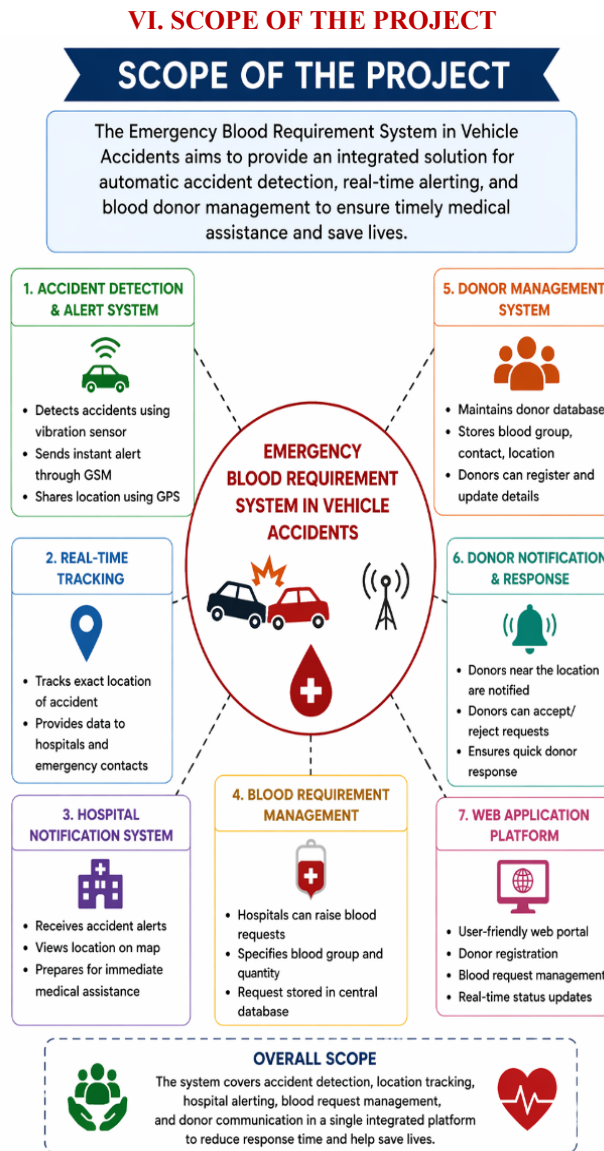 VI. SCOPE OF THE PROJECT
SCOPE OF THE PROJECT
The Emergency Blood Requirement System in Vehicle
Accidents aims to provide an integrated solution for
automatic accident detection, real-time alerting, and
blood donor management to ensure timely medical
assistance and save lives.
1. ACCIDENT DETECTION
& ALERT SYSTEM
• Detects accidents using
vibration sensor
• Sends instant alert
through GSM
• Shares location using GPS
2. REAL-TIME
TRACKING
• Tracks exact location
of accident
• Provides data to
hospitals and
emergency contacts
3. HOSPITAL
NOTIFICATION SYSTEM
• Receives accident alerts
• Views location on map
• Prepares for immediate
medical assistance
EMERGENCY
BLOOD REQUIREMENT
SYSTEM IN VEHICLE
ACCIDENTS
4. BLOOD REQUIREMENT
MANAGEMENT
• Hospitals can raise blood
requests
• Specifies blood group and
quantity
• Request stored in central
database
5. DONOR MANAGEMENT
SYSTEM
• Maintains donor database
• Stores blood group,
contact, location
• Donors can register and
update details
6. DONOR NOTIFICATION
& RESPONSE
• Donors near the location
are notified
• Donors can accept/
reject requests
• Ensures quick donor
response
7. WEB APPLICATION
PLATFORM
• User-friendly web portal
• Donor registration
• Blood request management
• Real-time status updates
OVERALL SCOPE
The system covers accident detection, location tracking,
hospital alerting, blood request management,
and donor communication in a single integrated platform
to reduce response time and help save lives.